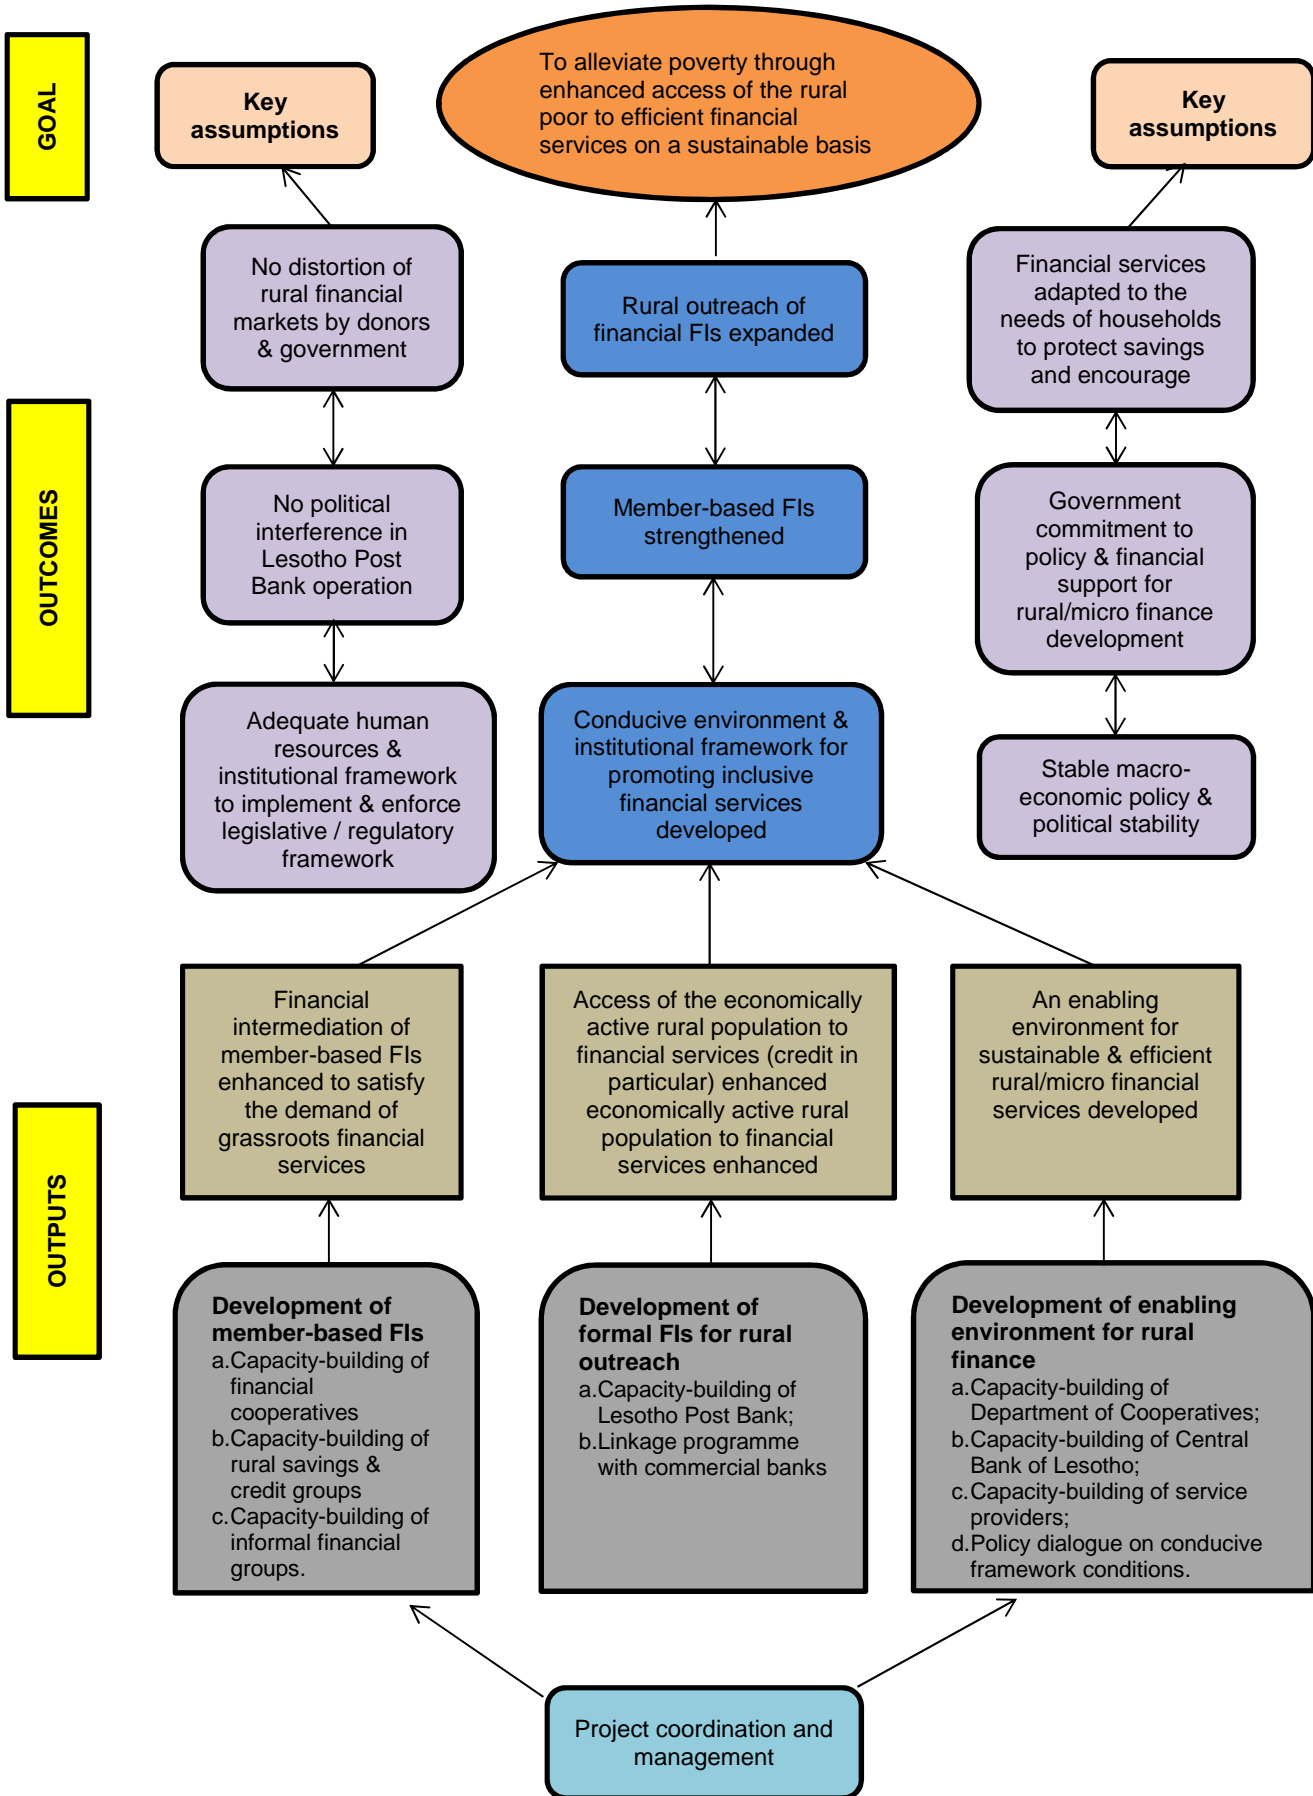 GOAL
Key
assumptions
To alleviate poverty through
enhanced access of the rural
poor to efficient financial
services on a sustainable basis
Key
assumptions
No distortion of
rural financial
markets by donors
& government
Rural outreach of
financial FIs expanded
Financial services
adapted to the
needs of households
to protect savings
and encourage
OUTCOMES
No political
interference in
Lesotho Post
Bank operation
Member-based FIs
strengthened
Government
commitment to
policy & financial
support for
rural/micro finance
development
Adequate human
resources &
institutional framework
to implement & enforce
legislative / regulatory
framework
Conducive environment &
institutional framework for
promoting inclusive
financial services
developed
Stable macro-
economic policy &
political stability
OUTPUTS
Financial
intermediation of
member-based FIs
enhanced to satisfy
the demand of
grassroots financial
services
Access of the economically
active rural population to
financial services (credit in
particular) enhanced
economically active rural
population to financial
services enhanced
An enabling
environment for
sustainable & efficient
rural/micro financial
services developed
Development of
member-based FIs
a.Capacity-building of
financial
cooperatives
b.Capacity-building of
rural savings &
credit groups
c.Capacity-building of
informal financial
groups.
Development of
formal FIs for rural
outreach
a.Capacity-building of
Lesotho Post Bank;
b.Linkage programme
with commercial banks
Development of enabling
environment for rural
finance
a.Capacity-building of
Department of Cooperatives;
b.Capacity-building of Central
Bank of Lesotho;
c.Capacity-building of service
providers;
d.Policy dialogue on conducive
framework conditions.
Project coordination and
management